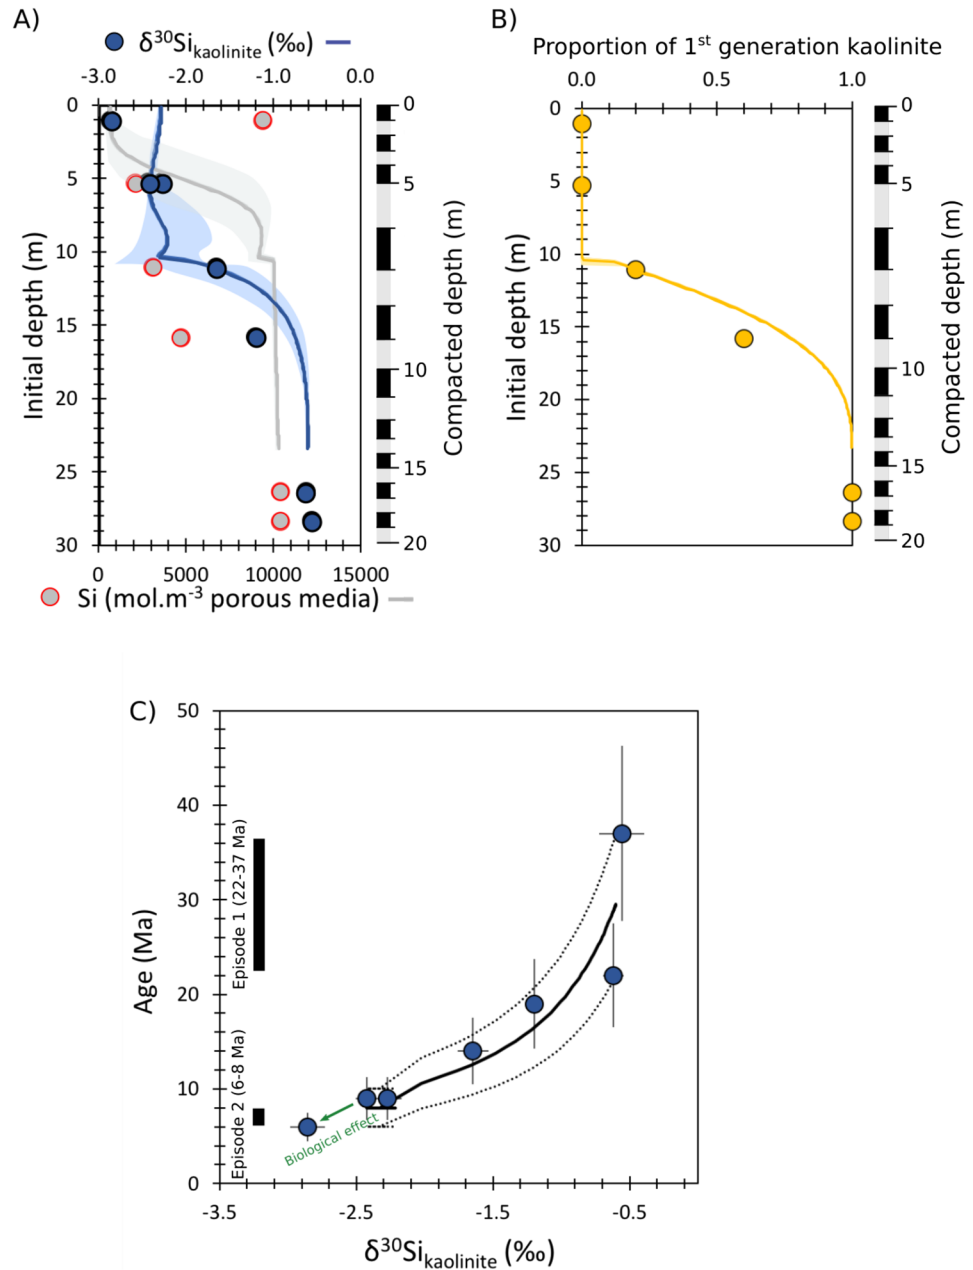 A)
δ³⁰Si kaolinite (‰)
-3.0 -2.0 -1.0 0.0
0 5 10 15 20 25 30
Initial depth (m)
0 5 10 15 20
Compacted depth (m)
0 5000 10000 15000
Si (mol.m⁻³ porous media)
B)
Proportion of 1st generation kaolinite
0.0 0.5 1.0
0 5 10 15 20 25 30
Initial depth (m)
0 5 10 15 20
Compacted depth (m)
C)
50 40 30 20 10 0
Age (Ma)
Episode 1 (22-37 Ma)
Episode 2 (6-8 Ma)
Biological effect
-3.5 -2.5 -1.5 -0.5
δ³⁰Si kaolinite (‰)